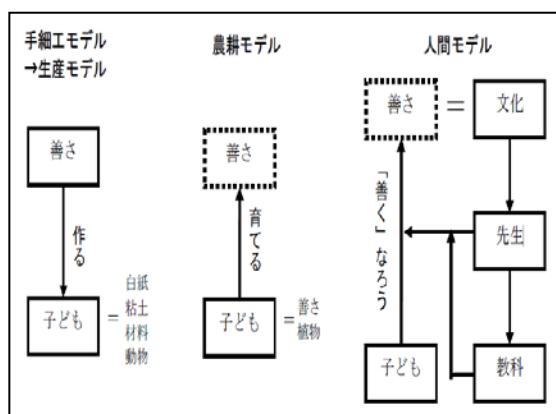 手細工モデル
→生産モデル
善さ
作る
子ども
=
白紙
粘土
材料
動物
農耕モデル
善さ
育てる
子ども
=
善さ
植物
人間モデル
善さ
=
文化
「善く」なろう
先生
子ども
教科